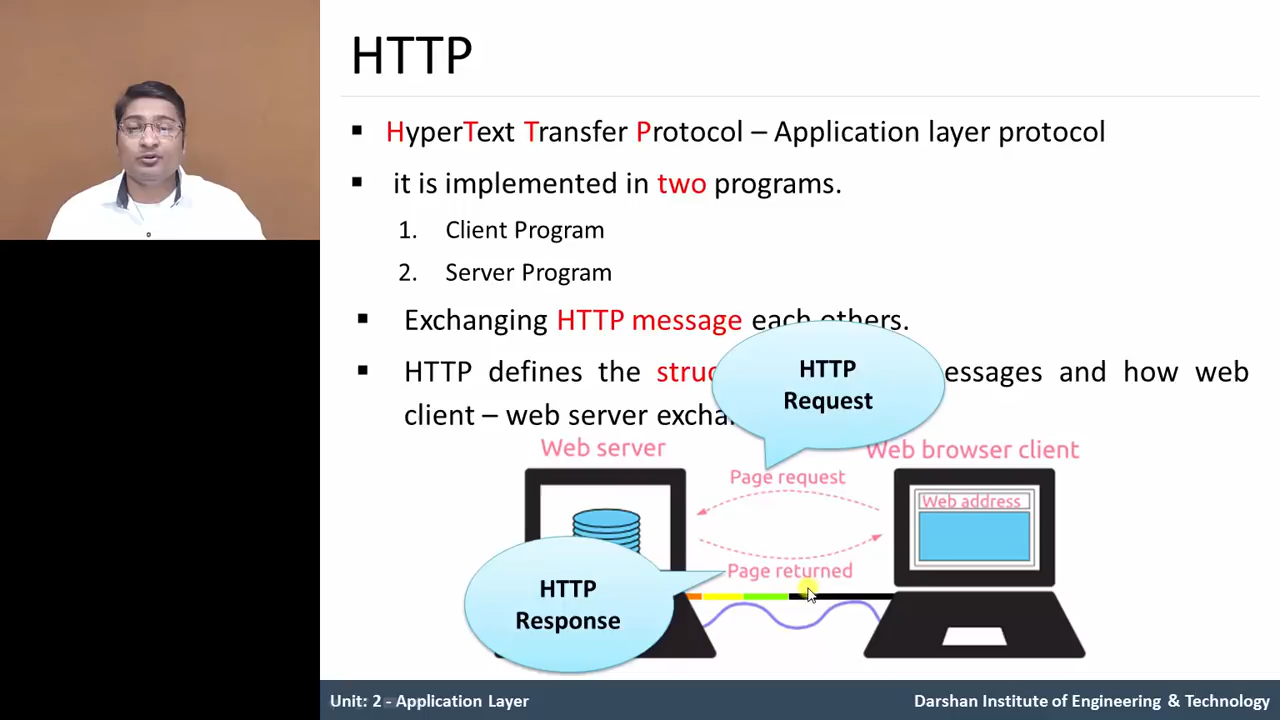 HTTP
HyperText Transfer Protocol – Application layer protocol
it is implemented in two programs.
1. Client Program
2. Server Program
Exchanging HTTP message each others.
HTTP defines the essages and how web
client – web server
HTTP
Request
Web server
Web browser client
Page request
Web address
Page returned
HTTP
Response
Unit: 2 - Application Layer
Darshan Institute of Engineering & Technology